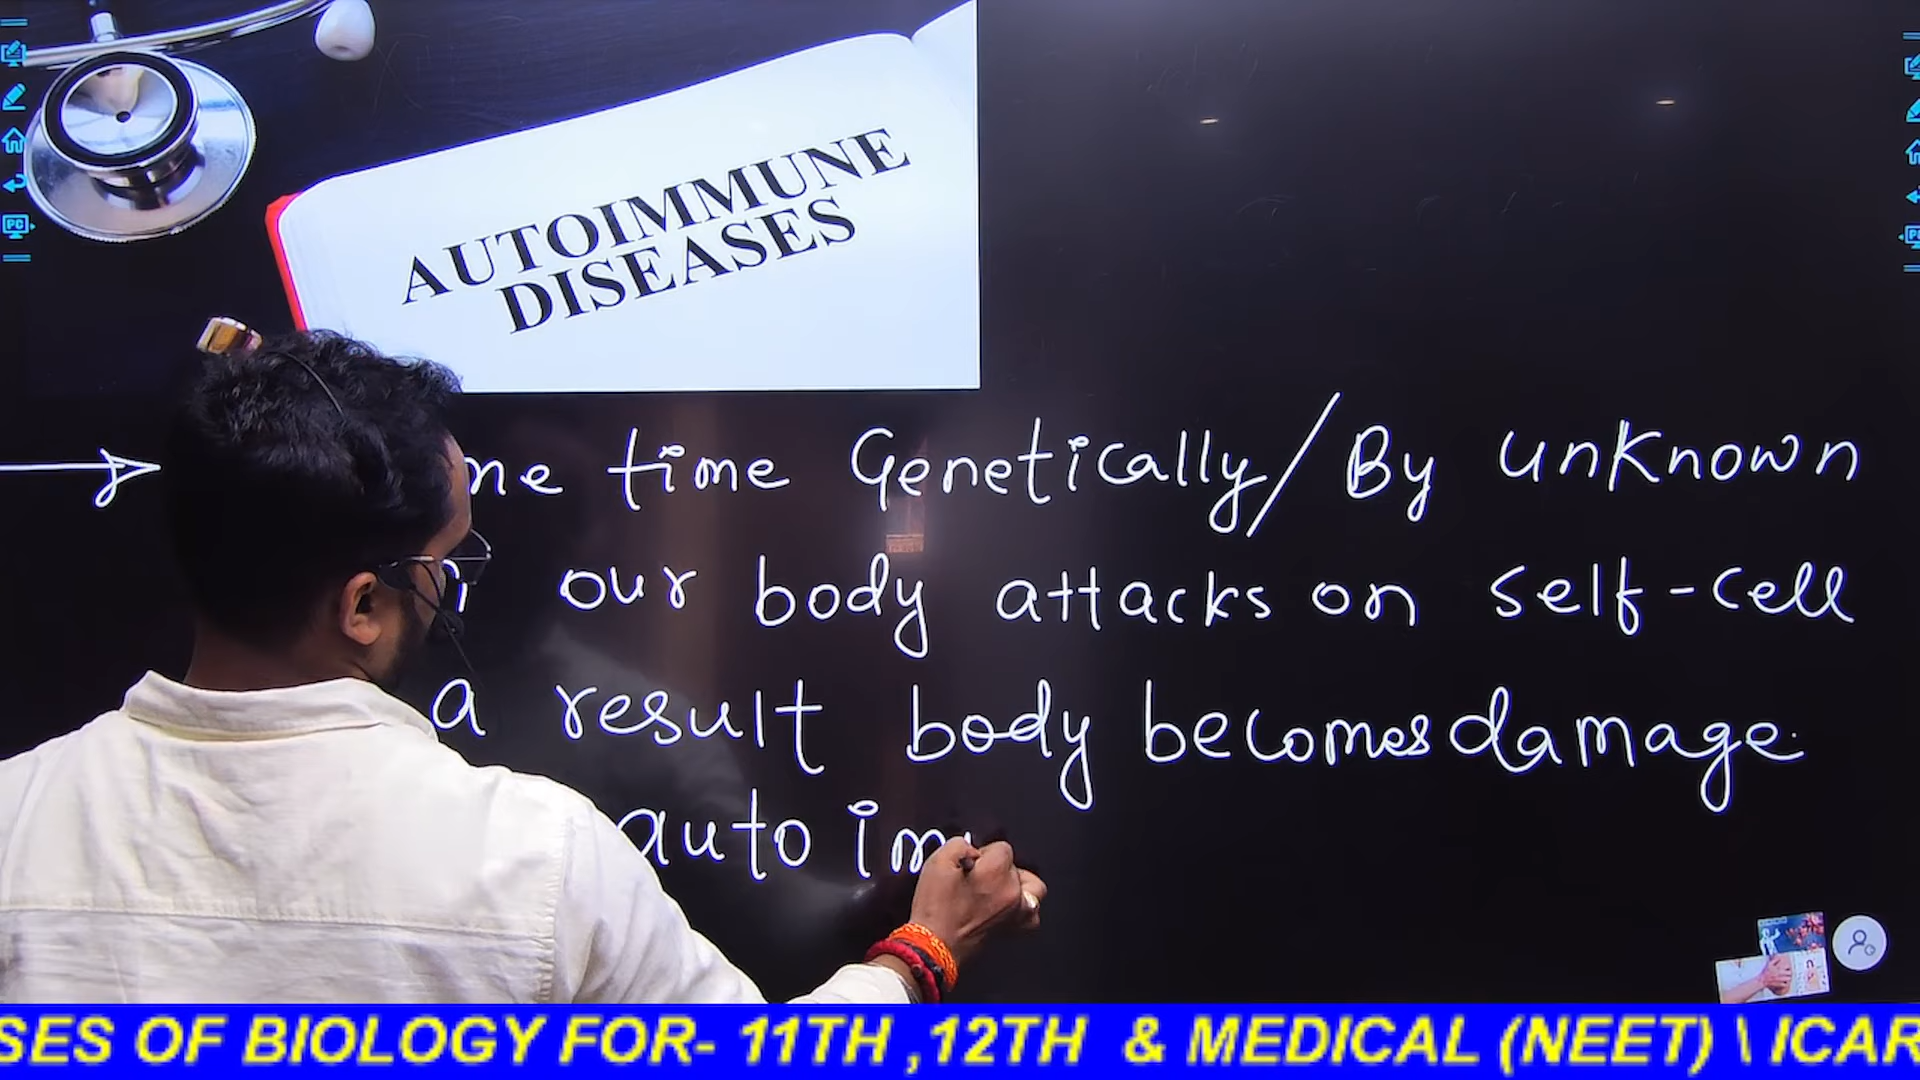 AUTOIMMUNE
DISEASES
me time Genetically/By unknown
our body attacks on self-cell
a result body becomes damage.
auto im
SES OF BIOLOGY FOR- 11TH ,12TH & MEDICAL (NEET) \ ICAR